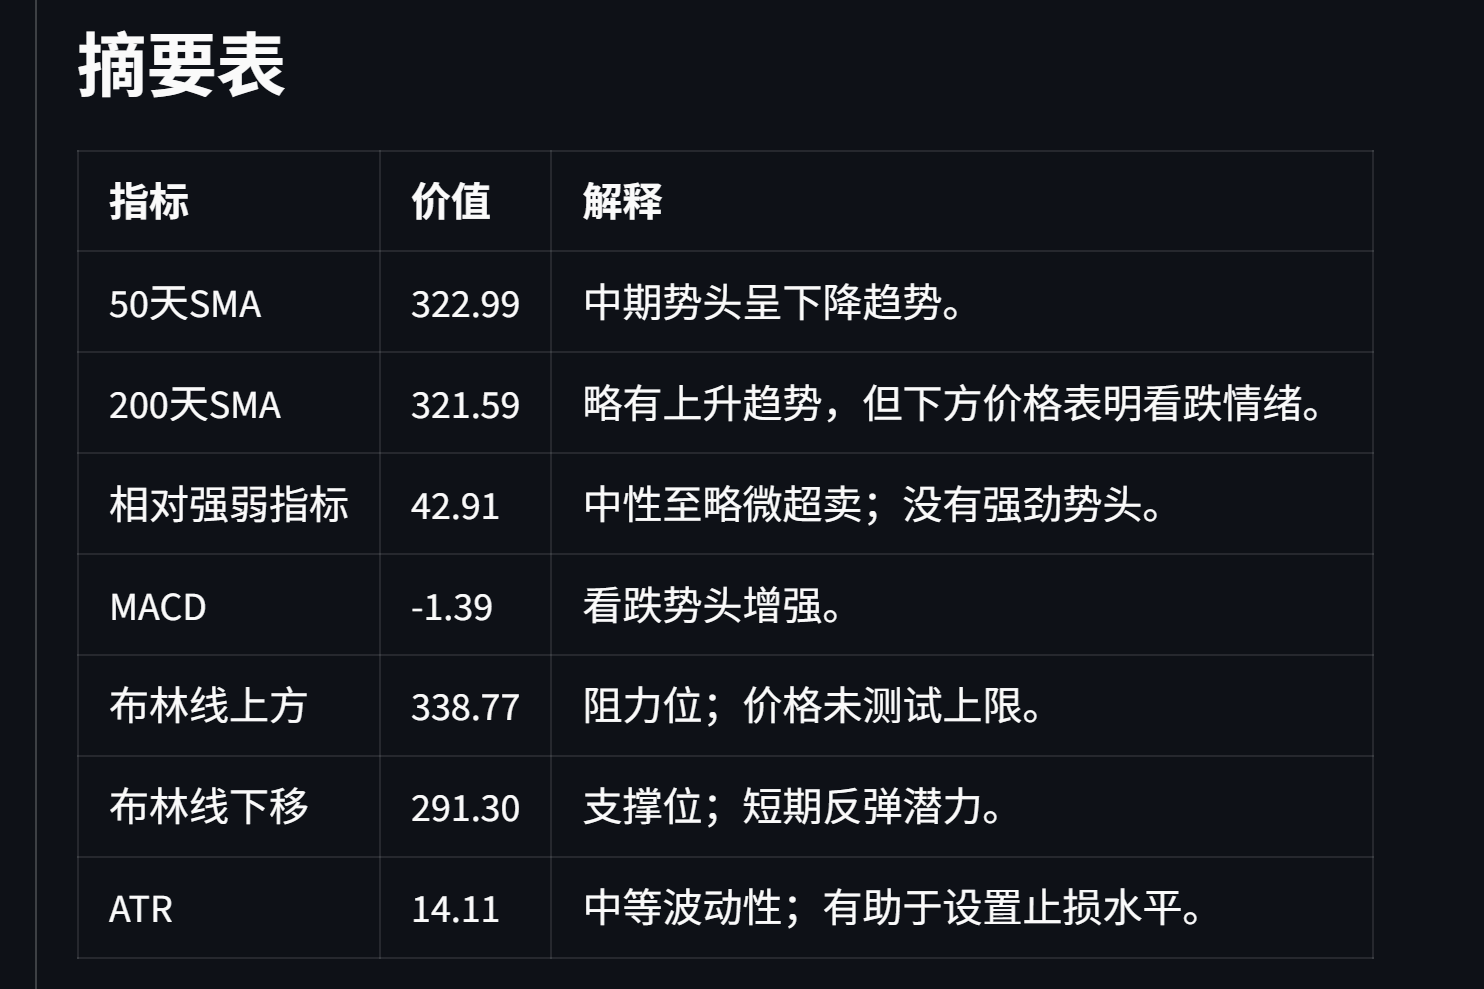 摘要表
指标 价值 解释
50天SMA 322.99 中期势头呈下降趋势。
200天SMA 321.59 略有上升趋势，但下方价格表明看跌情绪。
相对强弱指标 42.91 中性至略微超卖；没有强劲势头。
MACD -1.39 看跌势头增强。
布林线上方 338.77 阻力位；价格未测试上限。
布林线下移 291.30 支撑位；短期反弹潜力。
ATR 14.11 中等波动性；有助于设置止损水平。